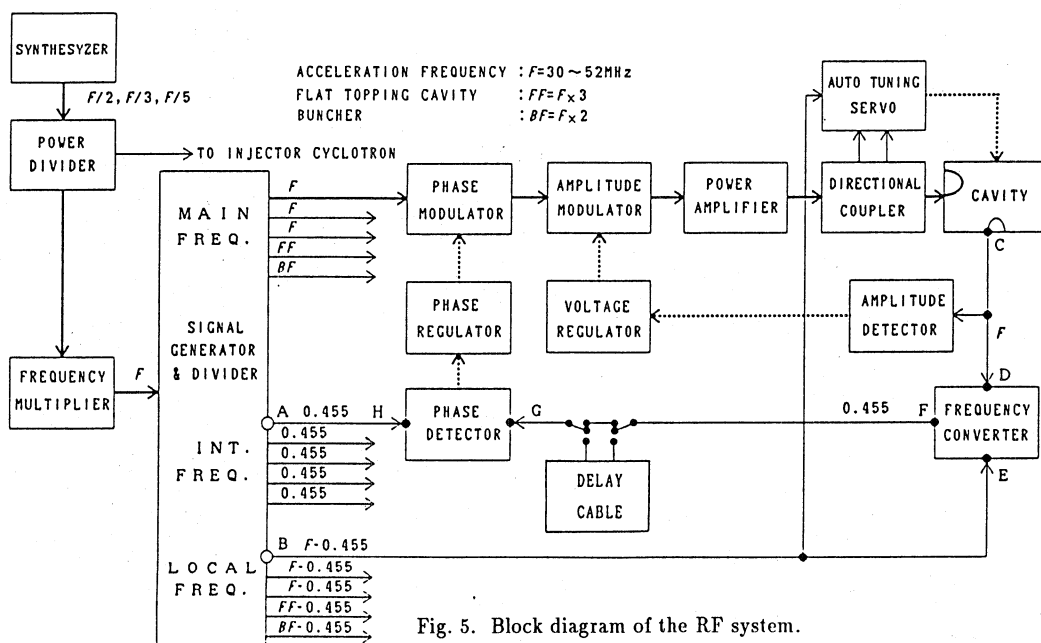 SYNTHESYZER
F/2, F/3, F/5
POWER
DIVIDER
TO INJECTOR CYCLOTRON
FREQUENCY
MULTIPLIER
F
ACCELERATION FREQUENCY : F=30~52MHz
FLAT TOPPING CAVITY : FF=F×3
BUNCHER : BF=F×2
MAIN
FREQ.
F
F
F
FF
BF
SIGNAL
GENERATOR
& DIVIDER
INT.
FREQ.
A 0.455 H
0.455
0.455
0.455
0.455
LOCAL
FREQ.
B F-0.455
F-0.455
F-0.455
FF-0.455
BF-0.455
PHASE
MODULATOR
AMPLITUDE
MODULATOR
POWER
AMPLIFIER
DIRECTIONAL
COUPLER
AUTO TUNING
SERVO
CAVITY
C
PHASE
REGULATOR
VOLTAGE
REGULATOR
AMPLITUDE
DETECTOR
F
D
PHASE
DETECTOR
G
0.455 F
FREQUENCY
CONVERTER
E
DELAY
CABLE
Fig. 5. Block diagram of the RF system.